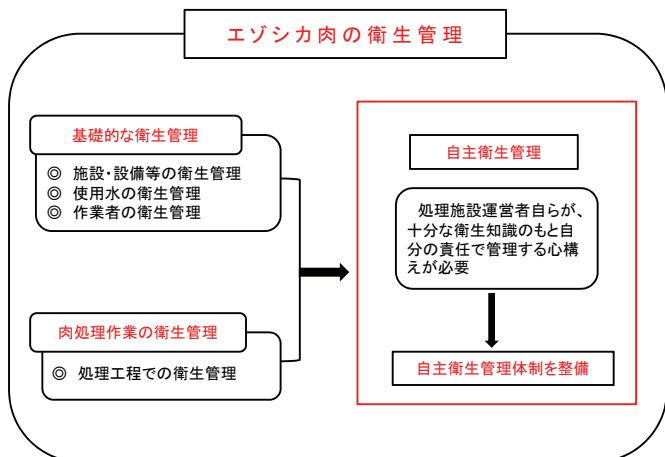 エゾシカ肉の衛生管理
基礎的な衛生管理
◎ 施設・設備等の衛生管理
◎ 使用水の衛生管理
◎ 作業者の衛生管理
肉処理作業の衛生管理
◎ 処理工程での衛生管理
自主衛生管理
処理施設運営者自らが、
十分な衛生知識のもと自
分の責任で管理する心構
えが必要
自主衛生管理体制を整備